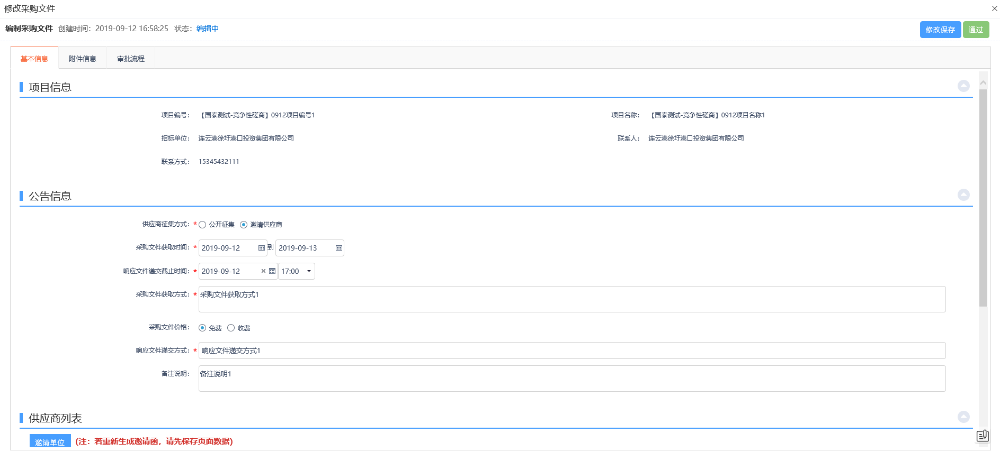 修改采购文件
编制采购文件 创建时间：2019-09-12 16:58:25 状态：编辑中 修改保存 通过
基本信息 附件信息 审批流程
项目信息
项目编号： 【国泰测试-竞争性磋商】0912项目编号1 项目名称： 【国泰测试-竞争性磋商】0912项目名称1
招标单位： 连云港徐圩港口投资集团有限公司 联系人： 连云港徐圩港口投资集团有限公司
联系方式： 15345432111
公告信息
供应商征集方式： * 公开征集 邀请供应商
采购文件获取时间： * 2019-09-12 到 2019-09-13
响应文件递交截止时间： * 2019-09-12 17:00
采购文件获取方式： * 采购文件获取方式1
采购文件价格： 免费 收费
响应文件递交方式： * 响应文件递交方式1
备注说明： 备注说明1
供应商列表
邀请单位 (注：若重新生成邀请函，请先保存页面数据)